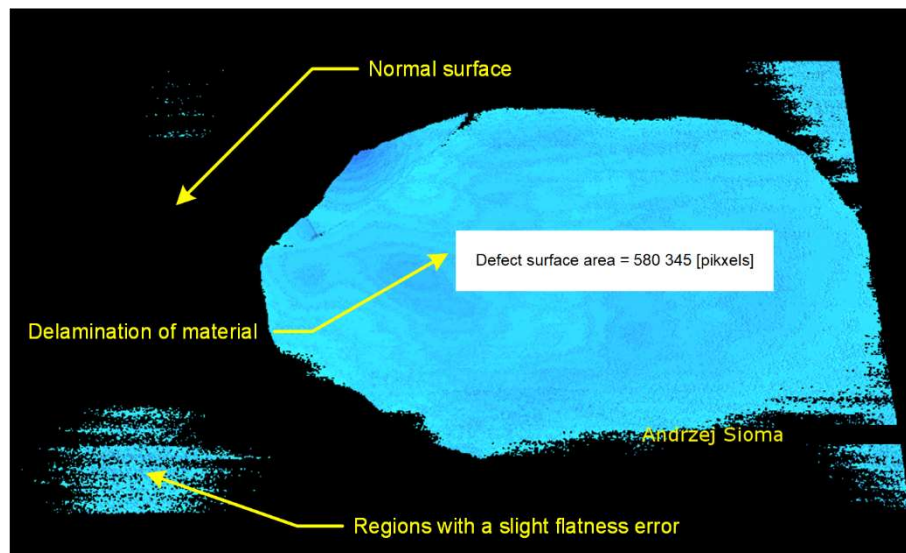 Normal surface
Defect surface area = 580 345 [pikxels]
Delamination of material
Andrzej Sioma
Regions with a slight flatness error